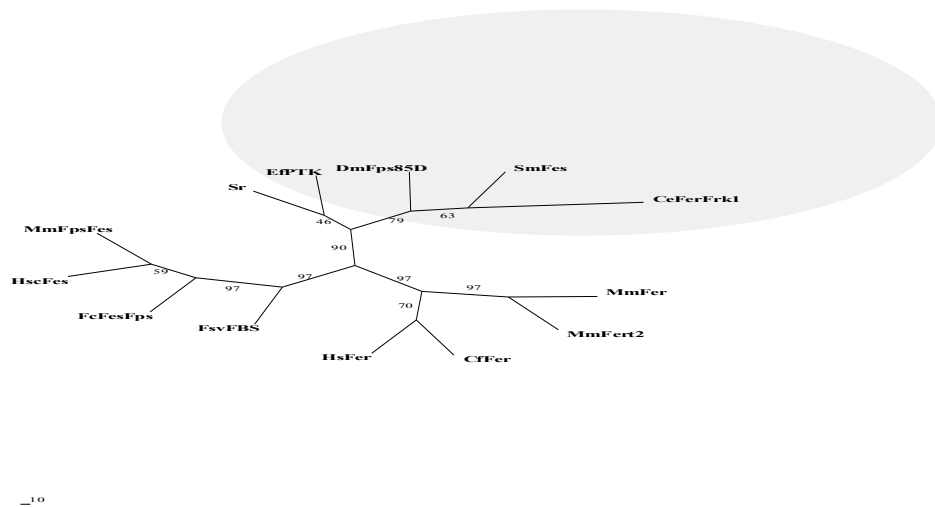 EfPTK DmFps85D SmFes
Sr
CeFerFrk1
46 79 63
MmFpsFes
90
59 97 97
HscFes
97 97
MmFer
70
FcFesFps
FsvFBS
MmFert2
HsFer CfFer
10